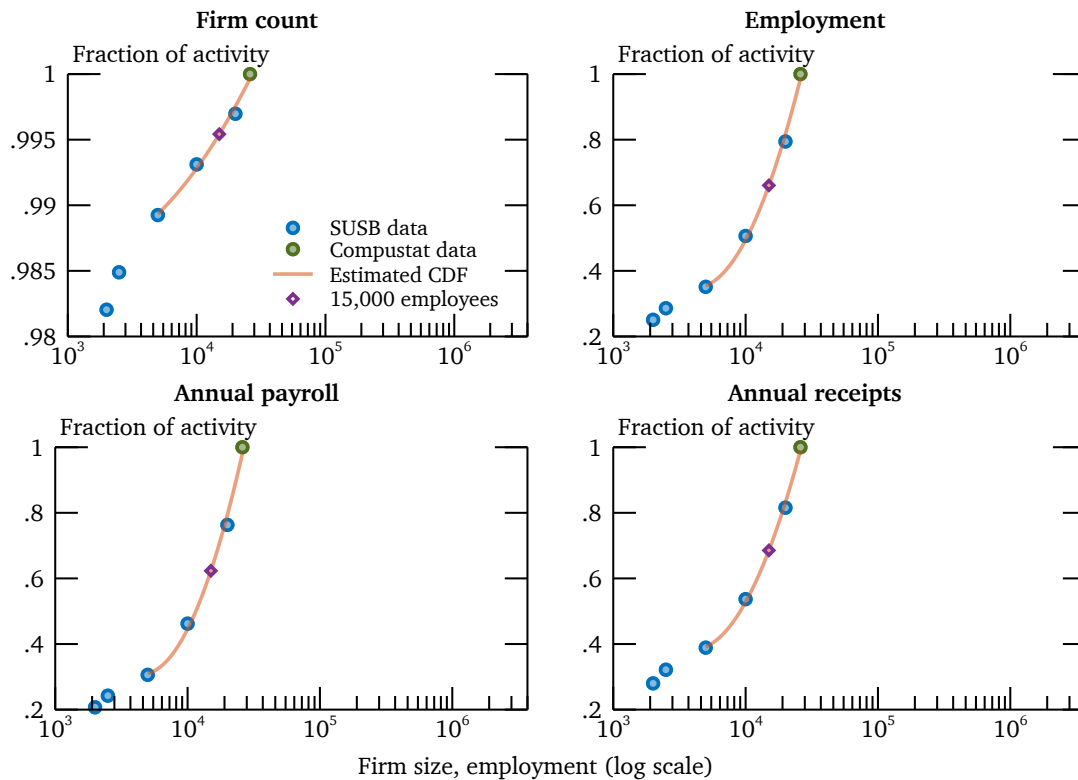 Firm count
Fraction of activity
1
.995
.99
.985
.98
10³ 10⁴ 10⁵ 10⁶
SUSB data
Compustat data
Estimated CDF
15,000 employees
Employment
Fraction of activity
1
.8
.6
.4
.2
10³ 10⁴ 10⁵ 10⁶
Annual payroll
Fraction of activity
1
.8
.6
.4
.2
10³ 10⁴ 10⁵ 10⁶
Annual receipts
Fraction of activity
1
.8
.6
.4
.2
10³ 10⁴ 10⁵ 10⁶
Firm size, employment (log scale)